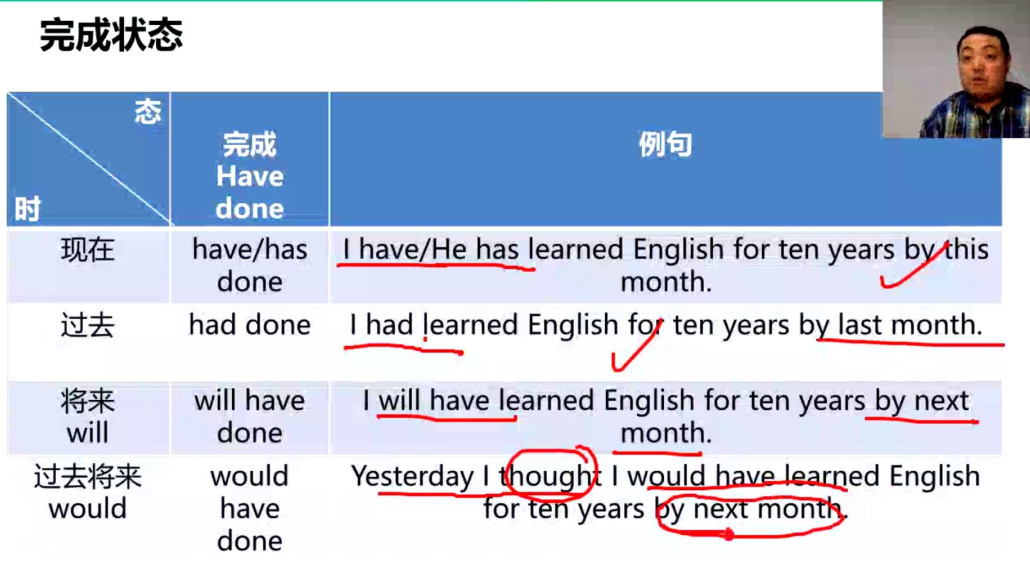 完成状态
态
时
完成
Have
done
例句
现在
have/has
done
I have/He has learned English for ten years by this
month.
过去
had done
I had learned English for ten years by last month.
将来
will
will have
done
I will have learned English for ten years by next
month.
过去将来
would
would
have
done
Yesterday I thought I would have learned English
for ten years by next month.